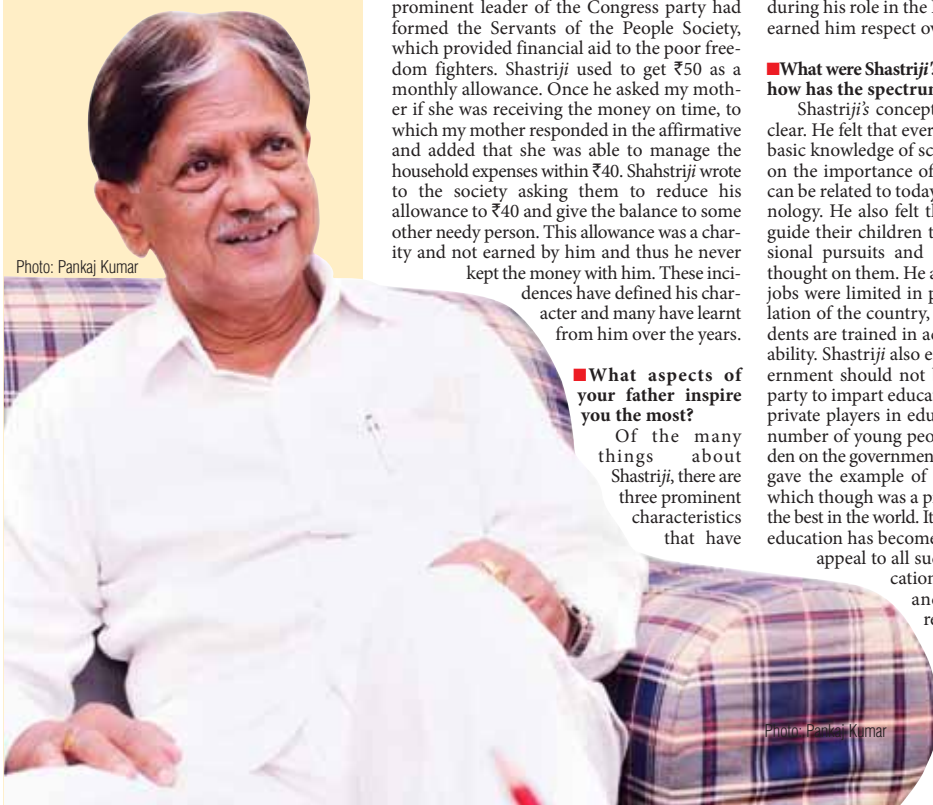 prominent leader of the Congress party had
formed the Servants of the People Society,
which provided financial aid to the poor free-
dom fighters. Shastriji used to get ₹50 as a
monthly allowance. Once he asked my moth-
er if she was receiving the money on time, to
which my mother responded in the affirmative
and added that she was able to manage the
household expenses within ₹40. Shahstriji wrote
to the society asking them to reduce his
allowance to ₹40 and give the balance to some
other needy person. This allowance was a char-
ity and not earned by him and thus he never
kept the money with him. These inci-
dences have defined his char-
acter and many have learnt
from him over the years.
■What aspects of
your father inspire
you the most?
Of the many
things about
Shastriji, there are
three prominent
characteristics
that have
during his role in the
earned him respect
■What were Shastriji's
how has the
Shastriji's concept
clear. He felt that
basic knowledge of
on the importance of
can be related to
He also felt
guide their children
sional pursuits and
thought on them. He
jobs were limited in
lation of the country,
dents are trained in
ability. Shastriji also
ernment should not
party to impart
private players in
number of young
den on the government
gave the example of
which though was a
the best in the world.
education has become
appeal to all
Photo: Pankaj Kumar
Photo: Pankaj Kumar